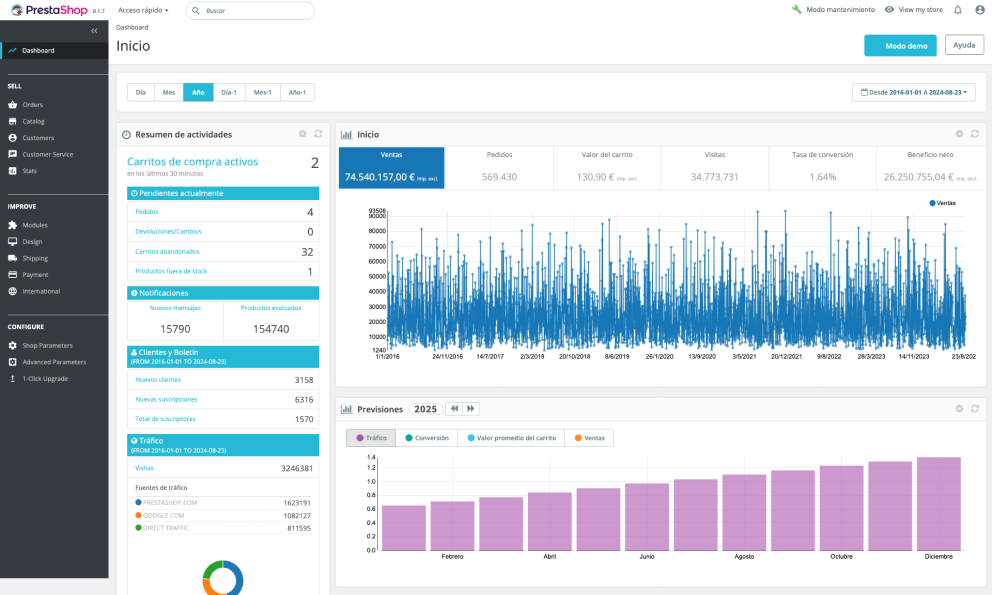 PrestaShop 8.1.7
Acceso rápido
Buscar
Modo mantenimiento
View my store
Dashboard
Inicio
Modo demo
Ayuda
Dashboard
SELL
Orders
Catalog
Customers
Customer Service
Stats
IMPROVE
Modules
Design
Shipping
Payment
International
CONFIGURE
Shop Parameters
Advanced Parameters
1-Click Upgrade
Día Mes Año Día-1 Mes-1 Año-1
Desde 2016-01-01 A 2024-08-23
Resumen de actividades
Carritos de compra activos 2
en los últimos 30 minutos
Pendientes actualmente
Pedidos 4
Devoluciones/Cambios 0
Carritos abandonados 32
Productos fuera de stock 1
Notificaciones
Nuevos mensajes Productos evaluados
15790 154740
Clientes y Boletín
(FROM 2016-01-01 TO 2024-08-23)
Nuevos clientes 3158
Nuevas suscripciones 6316
Total de suscriptores 1570
Tráfico
(FROM 2016-01-01 TO 2024-08-23)
Visitas 3246381
Fuentes de tráfico
PRESTASHOP.COM 1623191
GOOGLE.COM 1082127
DIRECT TRAFFIC 811595
Inicio
Ventas Pedidos Valor del carrito Visitas Tasa de conversión Beneficio neto
74.540.157,00 € imp. excl. 569.430 130,90 € imp. excl. 34.773.731 1.64% 26.250.755,04 € imp. excl.
Ventas
93508
90000
80000
70000
60000
50000
40000
30000
20000
10000
1240
1/1/2016 24/11/2016 14/7/2017 2/3/2018 20/10/2018 8/6/2019 26/1/2020 13/9/2020 3/5/2021 20/12/2021 9/8/2022 28/3/2023 14/11/2023 23/8/202
Previsiones 2025
Tráfico Conversión Valor promedio del carrito Ventas
1.4
1.2
1.0
0.8
0.6
0.4
0.2
0.0
Febrero Abril Junio Agosto Octubre Diciembre